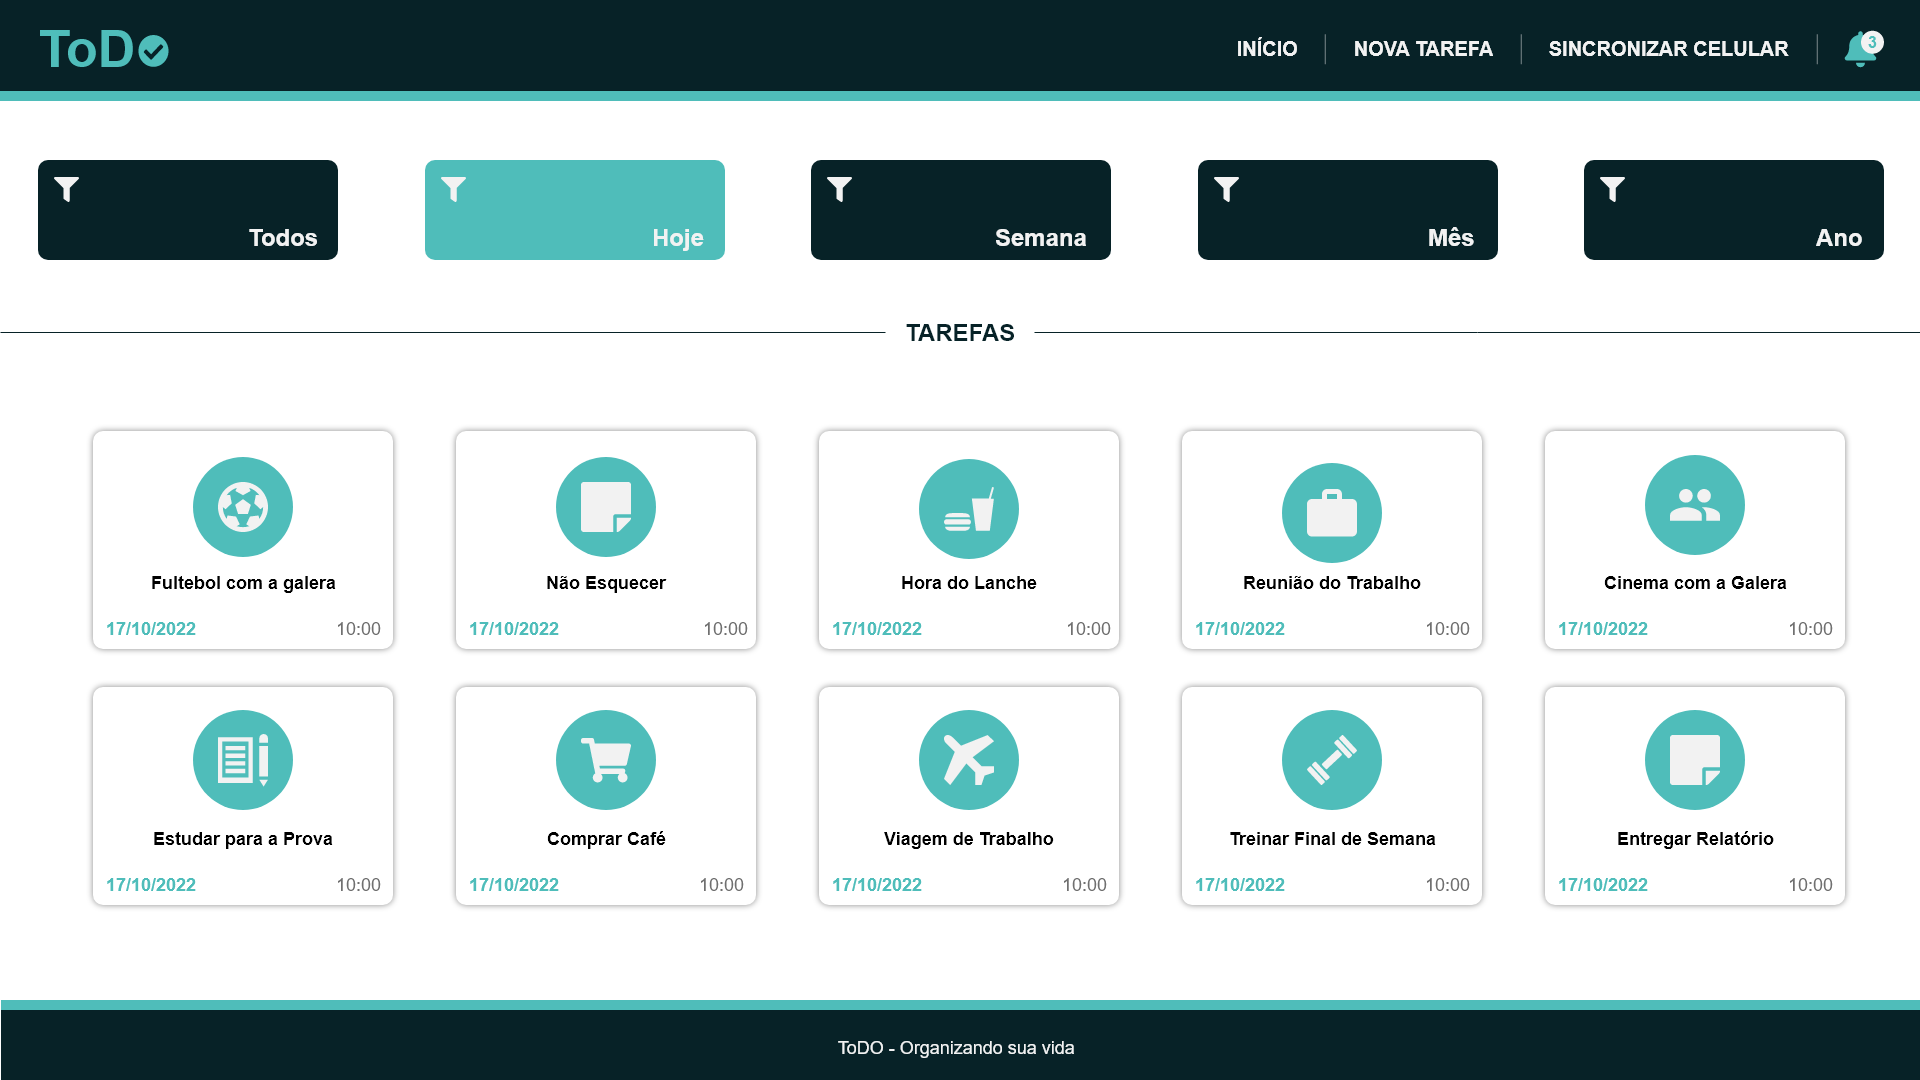 ToDO
INÍCIO
NOVA TAREFA
SINCRONIZAR CELULAR
3
Todos
Hoje
Semana
Mês
Ano
TAREFAS
Fultebol com a galera
17/10/2022 10:00
Não Esquecer
17/10/2022 10:00
Hora do Lanche
17/10/2022 10:00
Reunião do Trabalho
17/10/2022 10:00
Cinema com a Galera
17/10/2022 10:00
Estudar para a Prova
17/10/2022 10:00
Comprar Café
17/10/2022 10:00
Viagem de Trabalho
17/10/2022 10:00
Treinar Final de Semana
17/10/2022 10:00
Entregar Relatório
17/10/2022 10:00
ToDO - Organizando sua vida